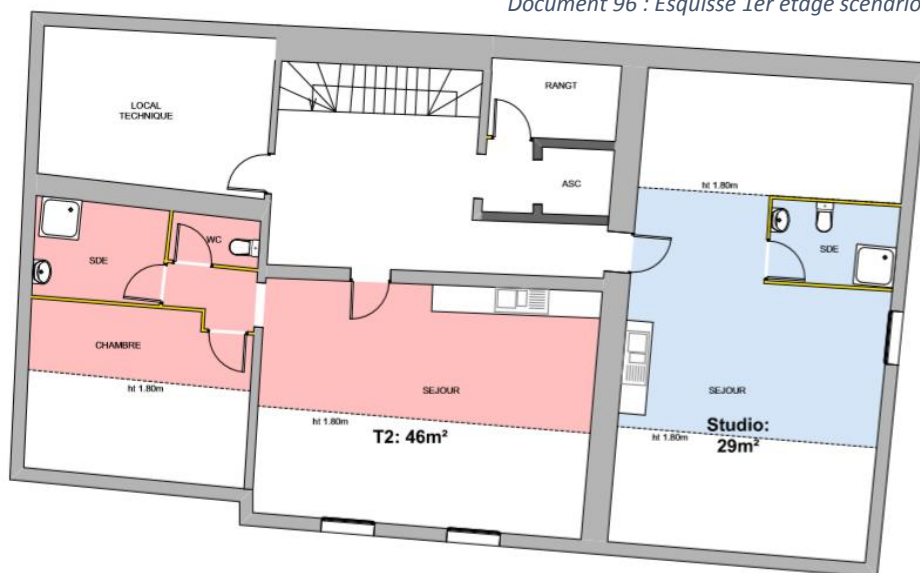 Document 96 : Esquisse 1er étage scénario
RANGT
LOCAL
TECHNIQUE
ASC
ht 1.80m
WC
SDE
SDE
CHAMBRE
ht 1.80m
SEJOUR
SEJOUR
ht 1.80m
T2: 46m²
ht 1.80m
Studio:
29m²